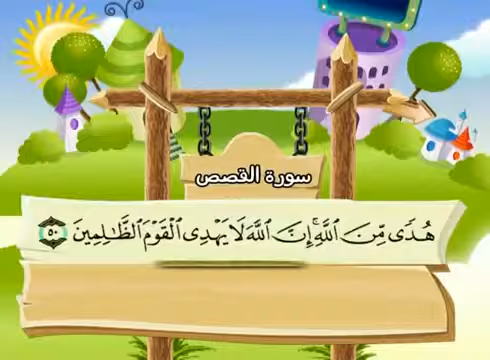 سورة القصص
هُدًى مِّنَ ٱللَّهِۚ إِنَّ ٱللَّهَ لَا يَهْدِى ٱلْقَوْمَ ٱلظَّـٰلِمِينَ ٥٠